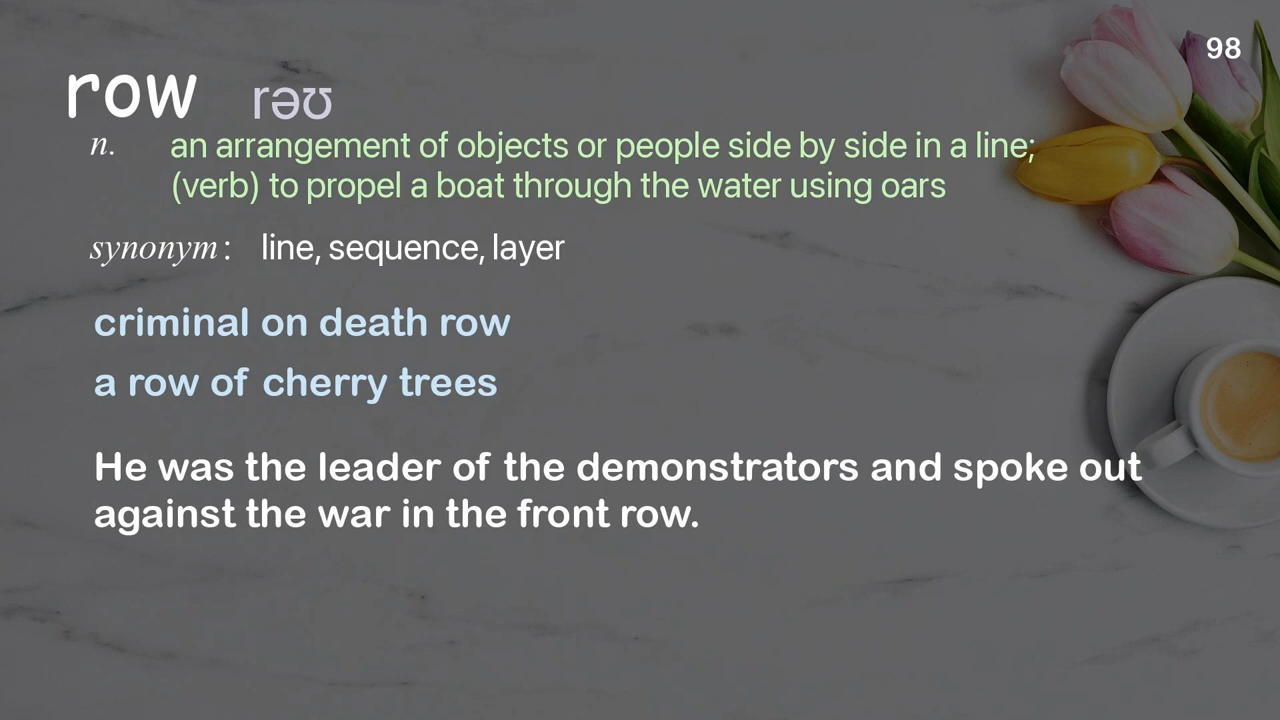 98
row rəʊ
n. an arrangement of objects or people side by side in a line;
(verb) to propel a boat through the water using oars
synonym: line, sequence, layer
criminal on death row
a row of cherry trees
He was the leader of the demonstrators and spoke out
against the war in the front row.